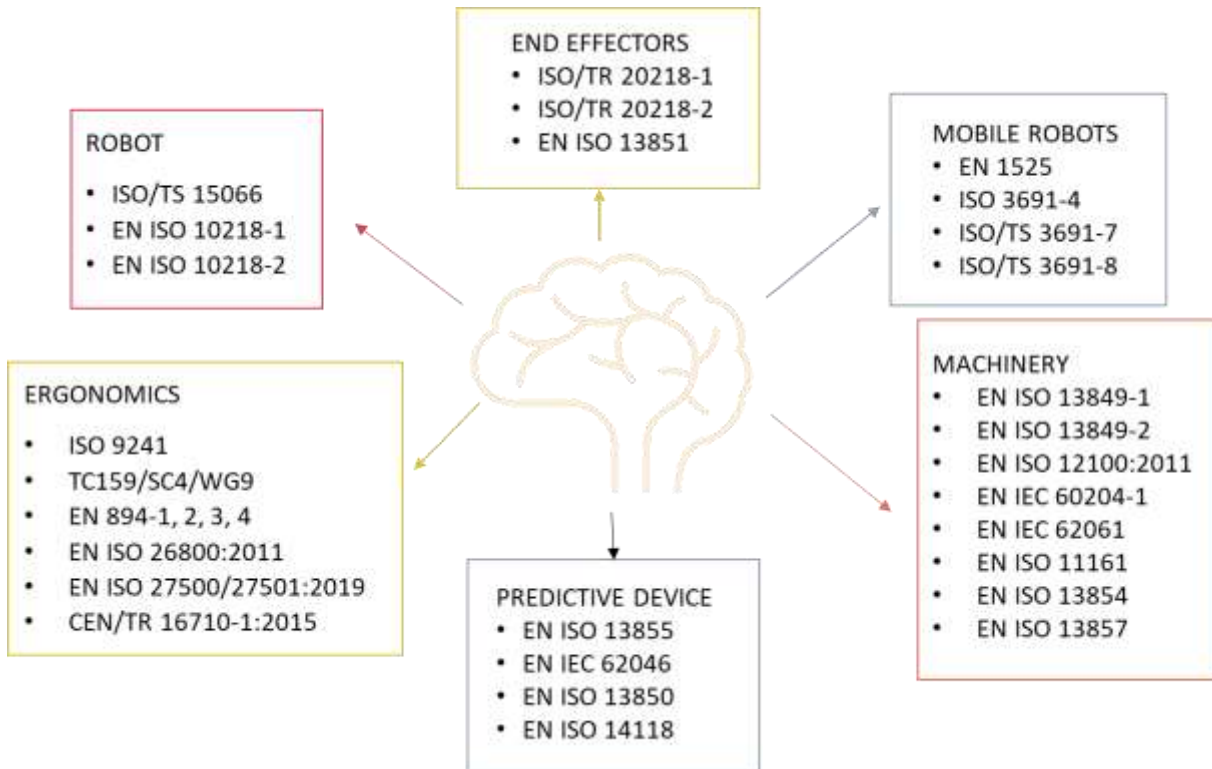 END EFFECTORS
• ISO/TR 20218-1
• ISO/TR 20218-2
• EN ISO 13851
ROBOT
• ISO/TS 15066
• EN ISO 10218-1
• EN ISO 10218-2
MOBILE ROBOTS
• EN 1525
• ISO 3691-4
• ISO/TS 3691-7
• ISO/TS 3691-8
ERGONOMICS
• ISO 9241
• TC159/SC4/WG9
• EN 894-1, 2, 3, 4
• EN ISO 26800:2011
• EN ISO 27500/27501:2019
• CEN/TR 16710-1:2015
MACHINERY
• EN ISO 13849-1
• EN ISO 13849-2
• EN ISO 12100:2011
• EN IEC 60204-1
• EN IEC 62061
• EN ISO 11161
• EN ISO 13854
• EN ISO 13857
PREDICTIVE DEVICE
• EN ISO 13855
• EN IEC 62046
• EN ISO 13850
• EN ISO 14118